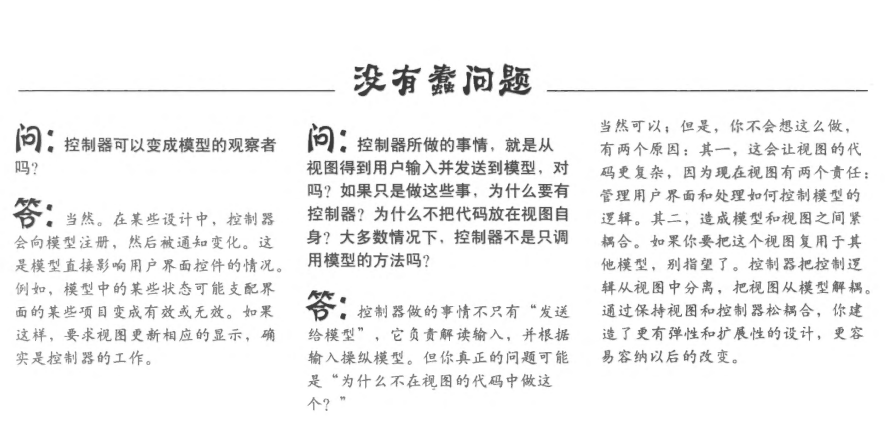 没有蠢问题
问：控制器可以变成模型的观察者
吗？
答：当然。在某些设计中，控制器
会向模型注册，然后被通知变化。这
是模型直接影响用户界面控件的情况。
例如，模型中的某些状态可能支配界
面的某些项目变成有效或无效。如果
这样，要求视图更新相应的显示，确
实是控制器的工作。
问：控制器所做的事情，就是从
视图得到用户输入并发送到模型，对
吗？如果只是做这些事，为什么要有
控制器？为什么不把代码放在视图自
身？大多数情况下，控制器不是只调
用模型的方法吗？
答：控制器做的事情不只有“发送
给模型”，它负责解读输入，并根据
输入操纵模型。但你真正的问题可能
是“为什么不在视图的代码中做这
个？”
当然可以；但是，你不会想这么做，
有两个原因：其一，这会让视图的代
码更复杂，因为现在视图有两个责任：
管理用户界面和处理如何控制模型的
逻辑。其二，造成模型和视图之间紧
耦合。如果你要把这个视图复用于其
他模型，别指望了。控制器把控制逻
辑从视图中分离，把视图从模型解耦。
通过保持视图和控制器松耦合，你建
造了更有弹性和扩展性的设计，更容
易容纳以后的改变。